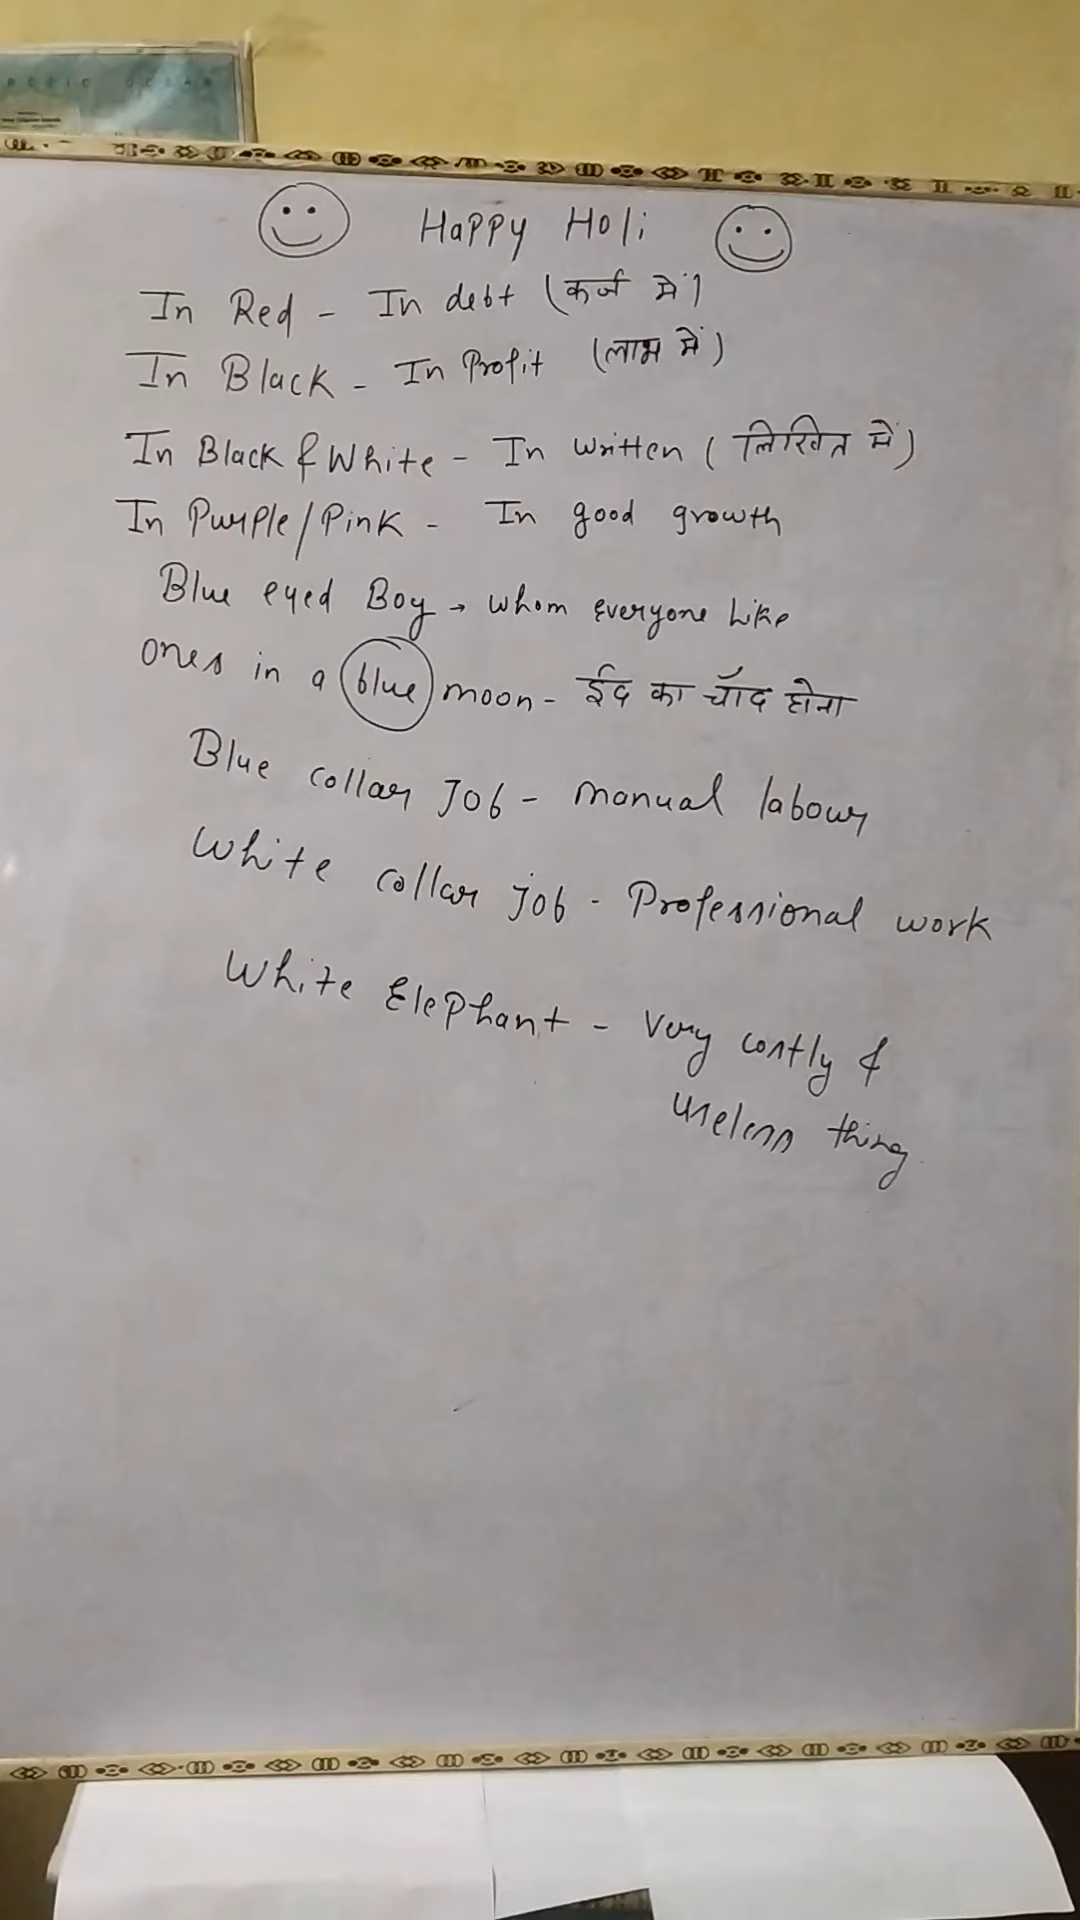 Happy Holi
In Red - In debt (कर्ज में)
In Black - In Profit (लाभ में)
In Black & White - In written (लिखित में)
In Purple/Pink - In good growth
Blue eyed Boy → whom everyone Like
ones in a blue moon - ईद का चाँद होना
Blue collar Job - manual labour
White collar job - Professional work
White Elephant - Very costly &
useless thing